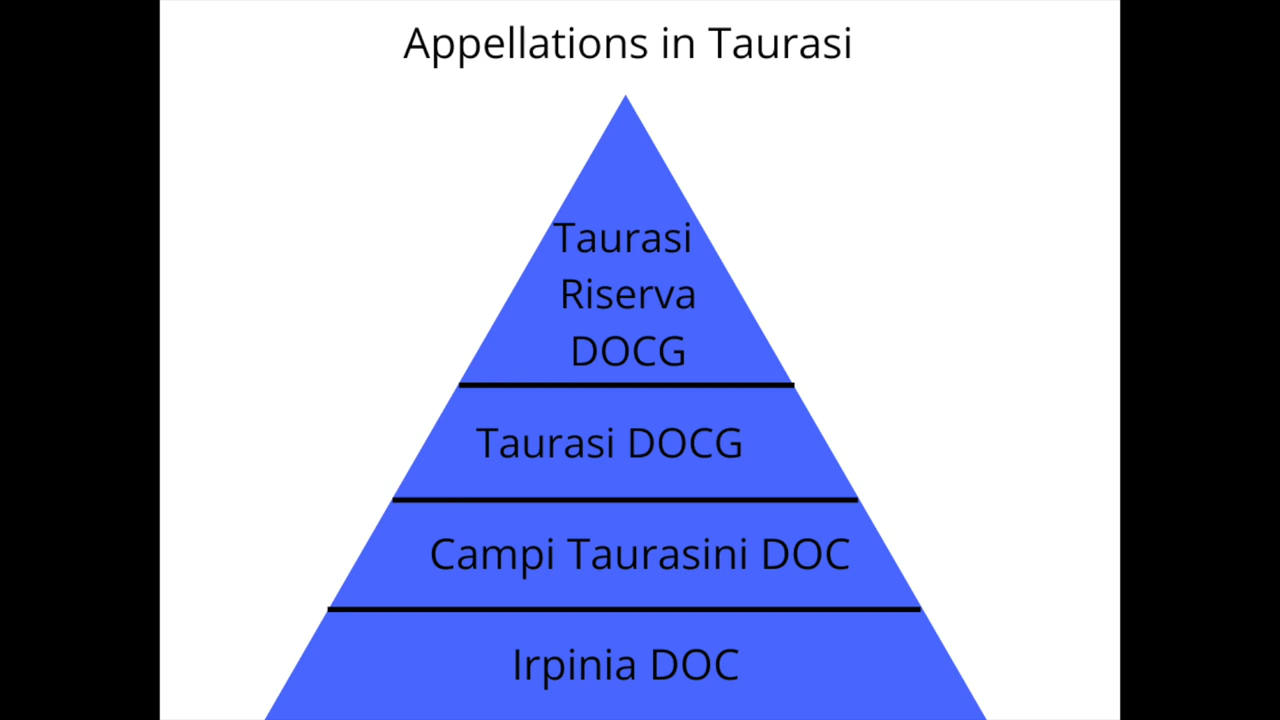 Appellations in Taurasi
Taurasi
Riserva
DOCG
Taurasi DOCG
Campi Taurasini DOC
Irpinia DOC